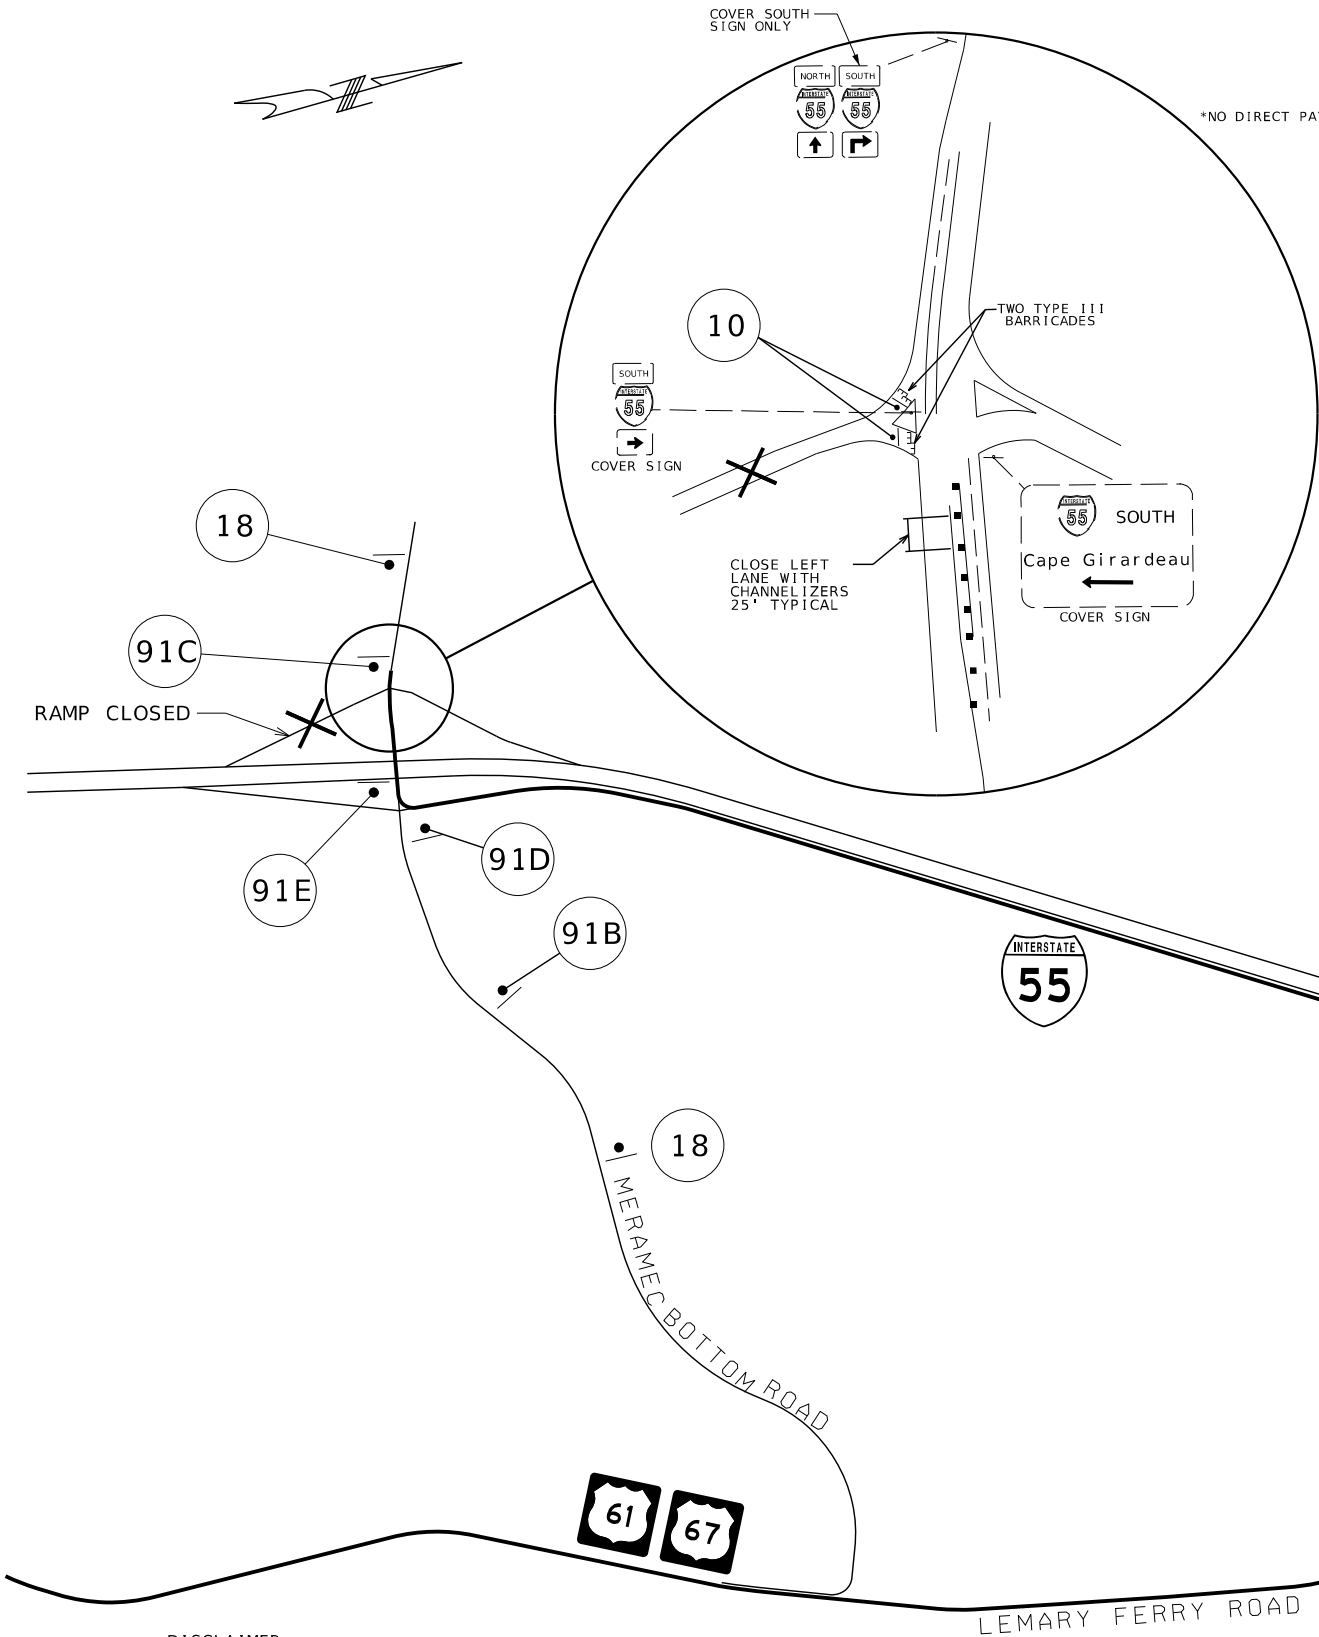 COVER SOUTH
SIGN ONLY
NORTH SOUTH
INTERSTATE INTERSTATE
55 55
*NO DIRECT PA
10
TWO TYPE III
BARRICADES
SOUTH
INTERSTATE
55
COVER SIGN
INTERSTATE
55 SOUTH
Cape Girardeau
COVER SIGN
CLOSE LEFT
LANE WITH
CHANNELIZERS
25' TYPICAL
18
91C
RAMP CLOSED
91E
91D
91B
INTERSTATE
55
18
MERAMEC BOTTOM ROAD
61 67
LEMARY FERRY ROAD
DISCLAIMER